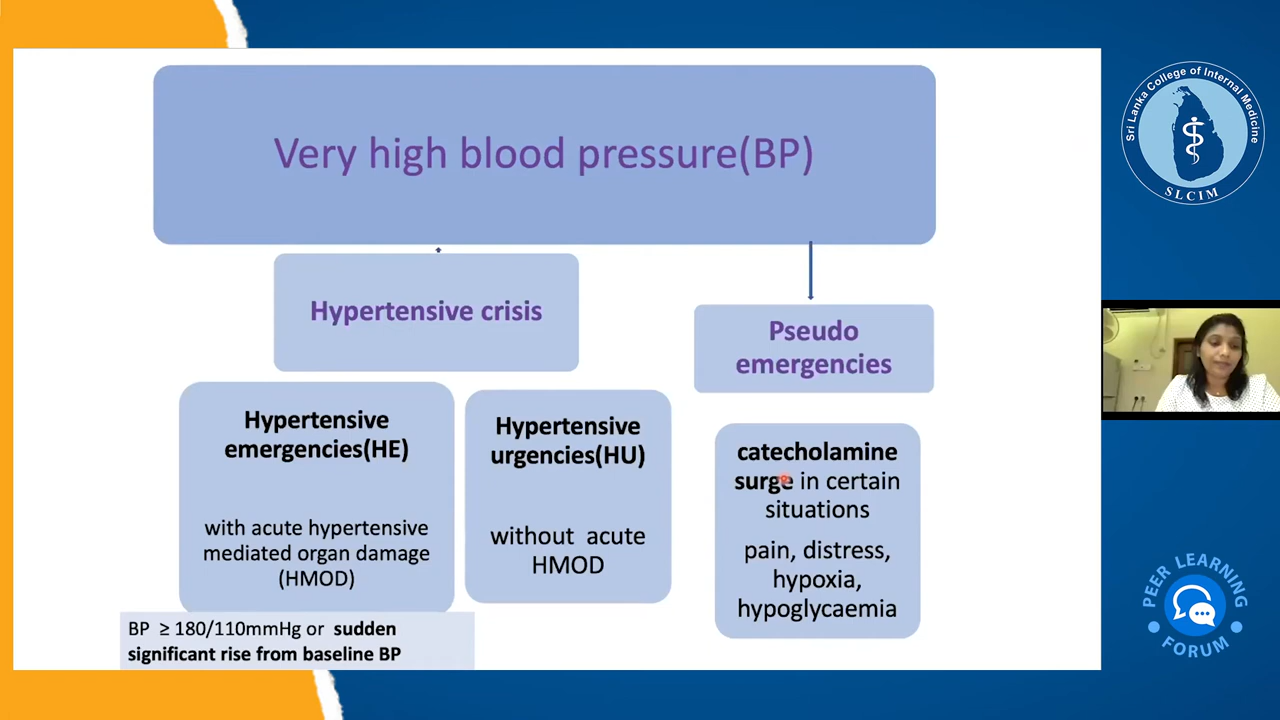 Very high blood pressure(BP)
Hypertensive crisis
Pseudo
emergencies
Hypertensive
emergencies(HE)
with acute hypertensive
mediated organ damage
(HMOD)
Hypertensive
urgencies(HU)
without acute
HMOD
catecholamine
surge in certain
situations
pain, distress,
hypoxia,
hypoglycaemia
BP ≥ 180/110mmHg or sudden
significant rise from baseline BP
Sri Lanka College of Internal Medicine
SLCIM
PEER LEARNING
FORUM